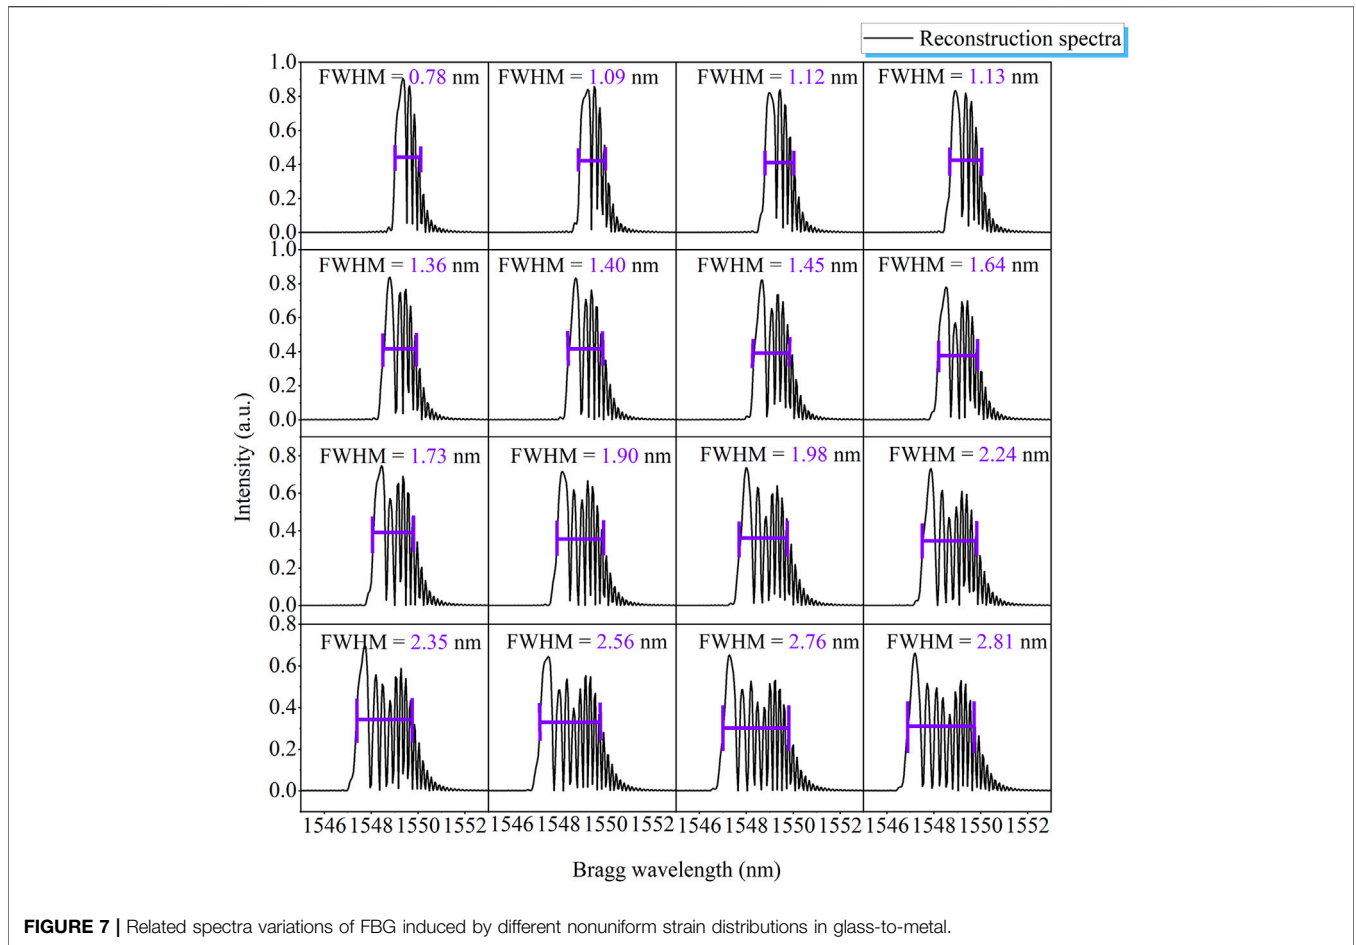 Reconstruction spectra
1.0 FWHM = 0.78 nm FWHM = 1.09 nm FWHM = 1.12 nm FWHM = 1.13 nm
0.8
0.6
0.4
0.2
0.0
1.0 FWHM = 1.36 nm FWHM = 1.40 nm FWHM = 1.45 nm FWHM = 1.64 nm
0.8
0.6
0.4
0.2
0.0
Intensity (a.u.)
0.8 FWHM = 1.73 nm FWHM = 1.90 nm FWHM = 1.98 nm FWHM = 2.24 nm
0.6
0.4
0.2
0.0
0.8 FWHM = 2.35 nm FWHM = 2.56 nm FWHM = 2.76 nm FWHM = 2.81 nm
0.6
0.4
0.2
0.0
1546 1548 1550 1552 1546 1548 1550 1552 1546 1548 1550 1552 1546 1548 1550 1552
Bragg wavelength (nm)
FIGURE 7 | Related spectra variations of FBG induced by different nonuniform strain distributions in glass-to-metal.